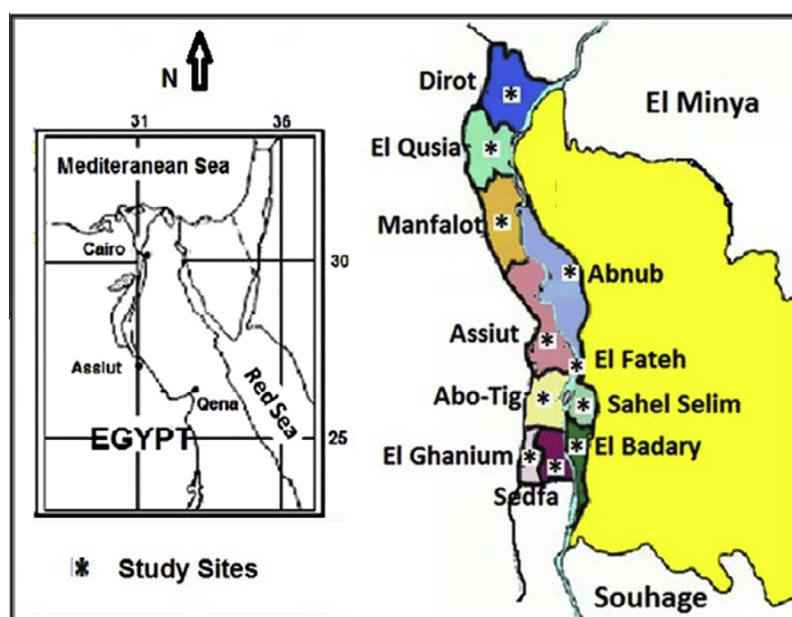 N
31
36
Mediteranean Sea
Cairo
30
Assiut
Qena
Red Sea
EGYPT
25
* Study Sites
Dirot
El Minya
El Qusia
Manfalot
Abnub
Assiut
El Fateh
Abo-Tig
Sahel Selim
El Ghanium
El Badary
Sedfa
Souhage